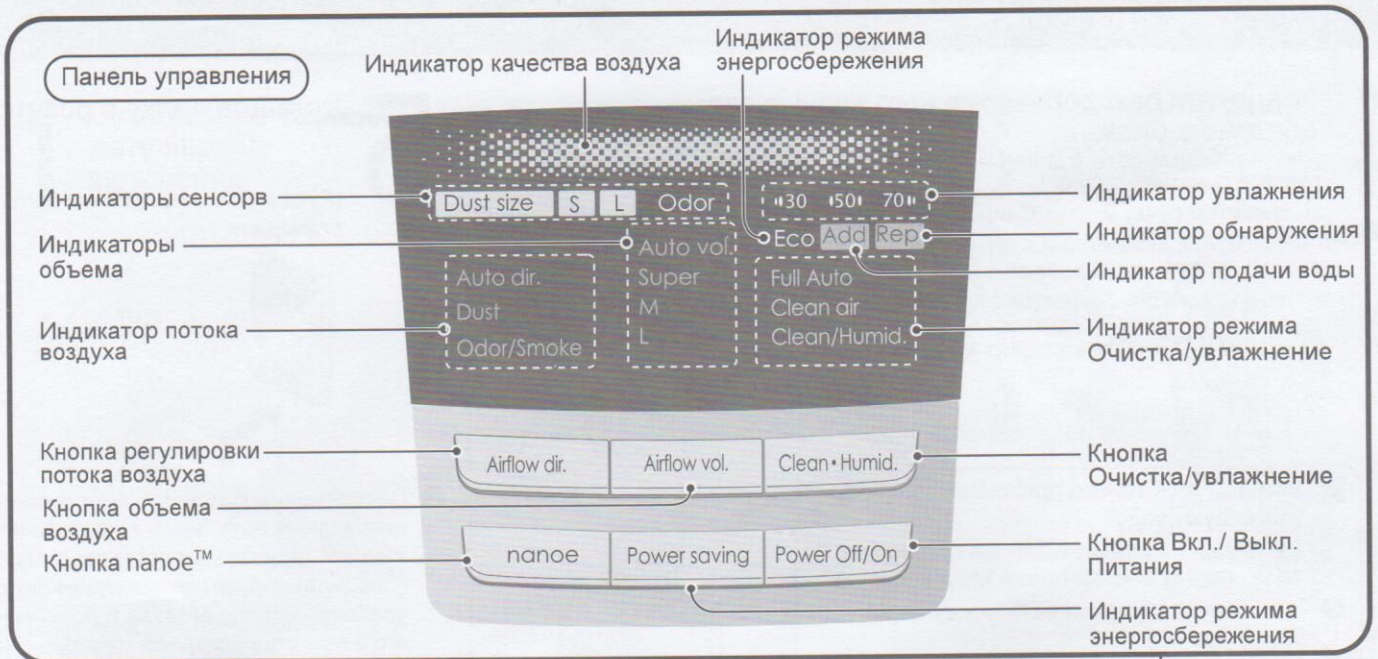 Панель управления
Индикатор качества воздуха
Индикатор режима
энергосбережения
Индикаторы сенсорв
Dust size S L Odor
30 50 70
Индикатор увлажнения
Индикаторы
объема
Auto vol.
Super
M
L
Eco Add Rep
Индикатор обнаружения
Индикатор подачи воды
Индикатор потока
воздуха
Auto dir.
Dust
Odor/Smoke
Full Auto
Clean air
Clean/Humid.
Индикатор режима
Очистка/увлажнение
Кнопка регулировки
потока воздуха
Airflow dir.
Airflow vol.
Clean•Humid.
Кнопка
Очистка/увлажнение
Кнопка объема
воздуха
Кнопка nanoe™
nanoe
Power saving
Power Off/On
Кнопка Вкл./ Выкл.
Питания
Индикатор режима
энергосбережения